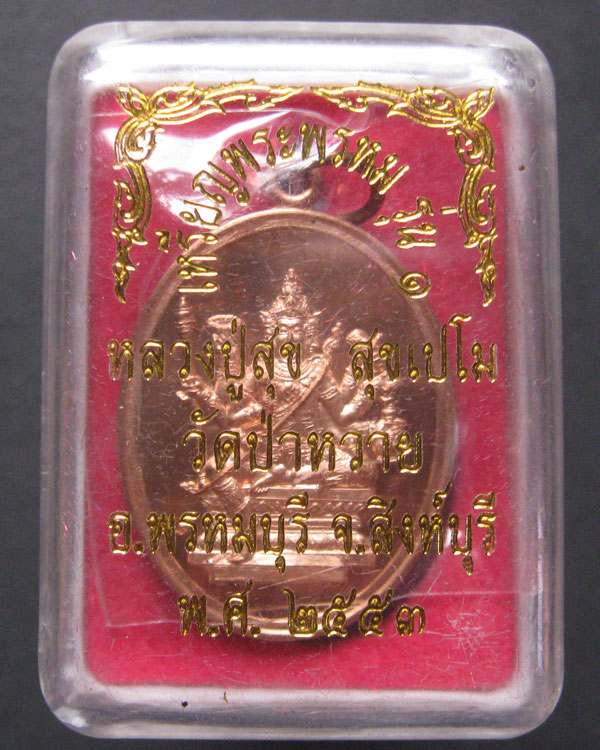 เหรียญพระพรหม รุ่น ๑
หลวงปู่สุข สุขเปโม
วัดป่าหวาย
อ.พรหมบุรี จ.สิงห์บุรี
พ.ศ. ๒๕๕๓